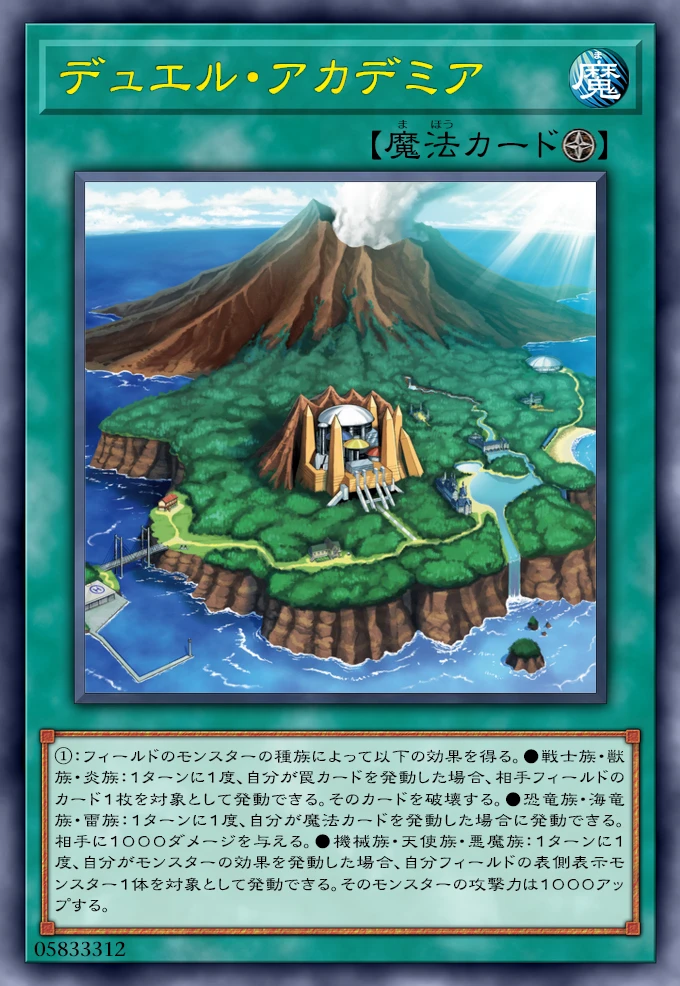 デュエル・アカデミア
魔
ま
ま ほう
【魔法カード】
①:フィールドのモンスターの種族によって以下の効果を得る。●戦士族・獣
族・炎族:1ターンに1度、自分が罠カードを発動した場合、相手フィールドの
カード1枚を対象として発動できる。そのカードを破壊する。●恐竜族・海竜
族・雷族:1ターンに1度、自分が魔法カードを発動した場合に発動できる。
相手に1000ダメージを与える。●機械族・天使族・悪魔族:1ターンに1
度、自分がモンスターの効果を発動した場合、自分フィールドの表側表示モ
ンスター1体を対象として発動できる。そのモンスターの攻撃力は1000アッ
プする。
05833312